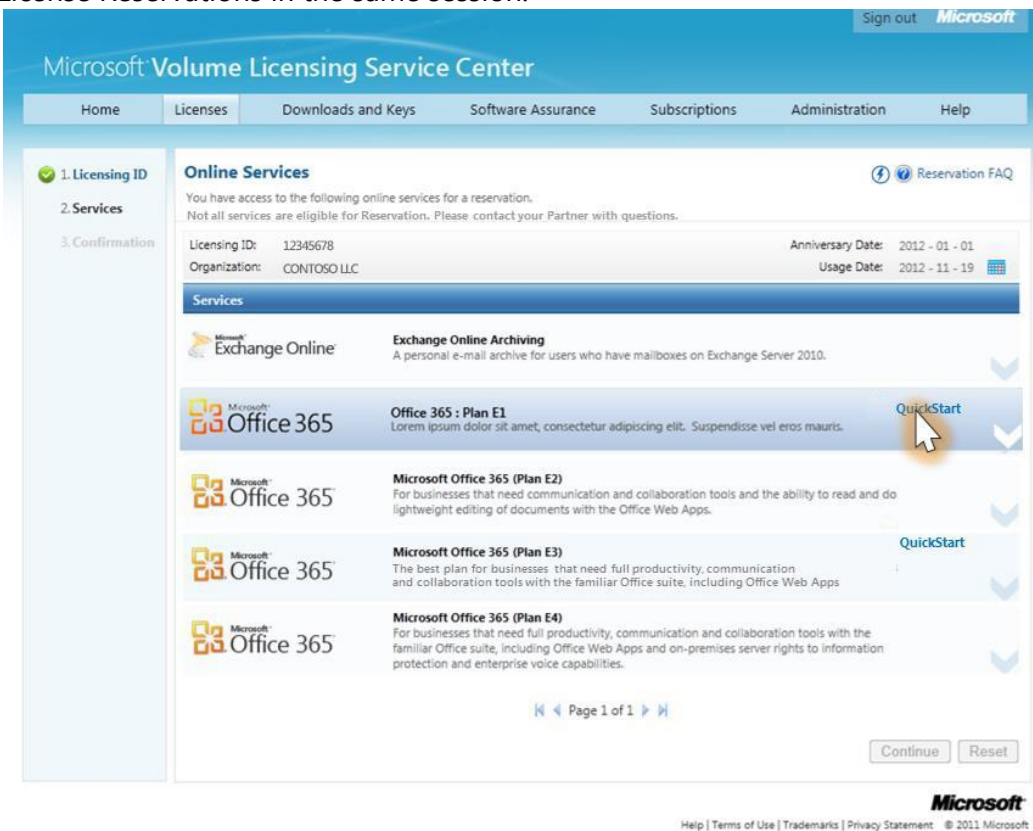 License Reservations in the same session.
Sign out Microsoft
Microsoft Volume Licensing Service Center
Home Licenses Downloads and Keys Software Assurance Subscriptions Administration Help
1. Licensing ID
2. Services
3. Confirmation
Online Services
Reservation FAQ
You have access to the following online services for a reservation.
Not all services are eligible for Reservation. Please contact your Partner with questions.
Licensing ID: 12345678
Anniversary Date: 2012 - 01 - 01
Organization: CONTOSO LLC
Usage Date: 2012 - 11 - 19
Services
Microsoft
Exchange Online
Exchange Online Archiving
A personal e-mail archive for users who have mailboxes on Exchange Server 2010.
Microsoft
Office 365
Office 365 : Plan E1
Lorem ipsum dolor sit amet, consectetur adipiscing elit. Suspendisse vel eros mauris.
QuickStart
Microsoft
Office 365
Microsoft Office 365 (Plan E2)
For businesses that need communication and collaboration tools and the ability to read and do
lightweight editing of documents with the Office Web Apps.
Microsoft
Office 365
Microsoft Office 365 (Plan E3)
The best plan for businesses that need full productivity, communication
and collaboration tools with the familiar Office suite, including Office Web Apps
QuickStart
Microsoft
Office 365
Microsoft Office 365 (Plan E4)
For businesses that need full productivity, communication and collaboration tools with the
familiar Office suite, including Office Web Apps and on-premises server rights to information
protection and enterprise voice capabilities.
Page 1 of 1
Continue Reset
Microsoft
Help | Terms of Use | Trademarks | Privacy Statement © 2011 Microsoft